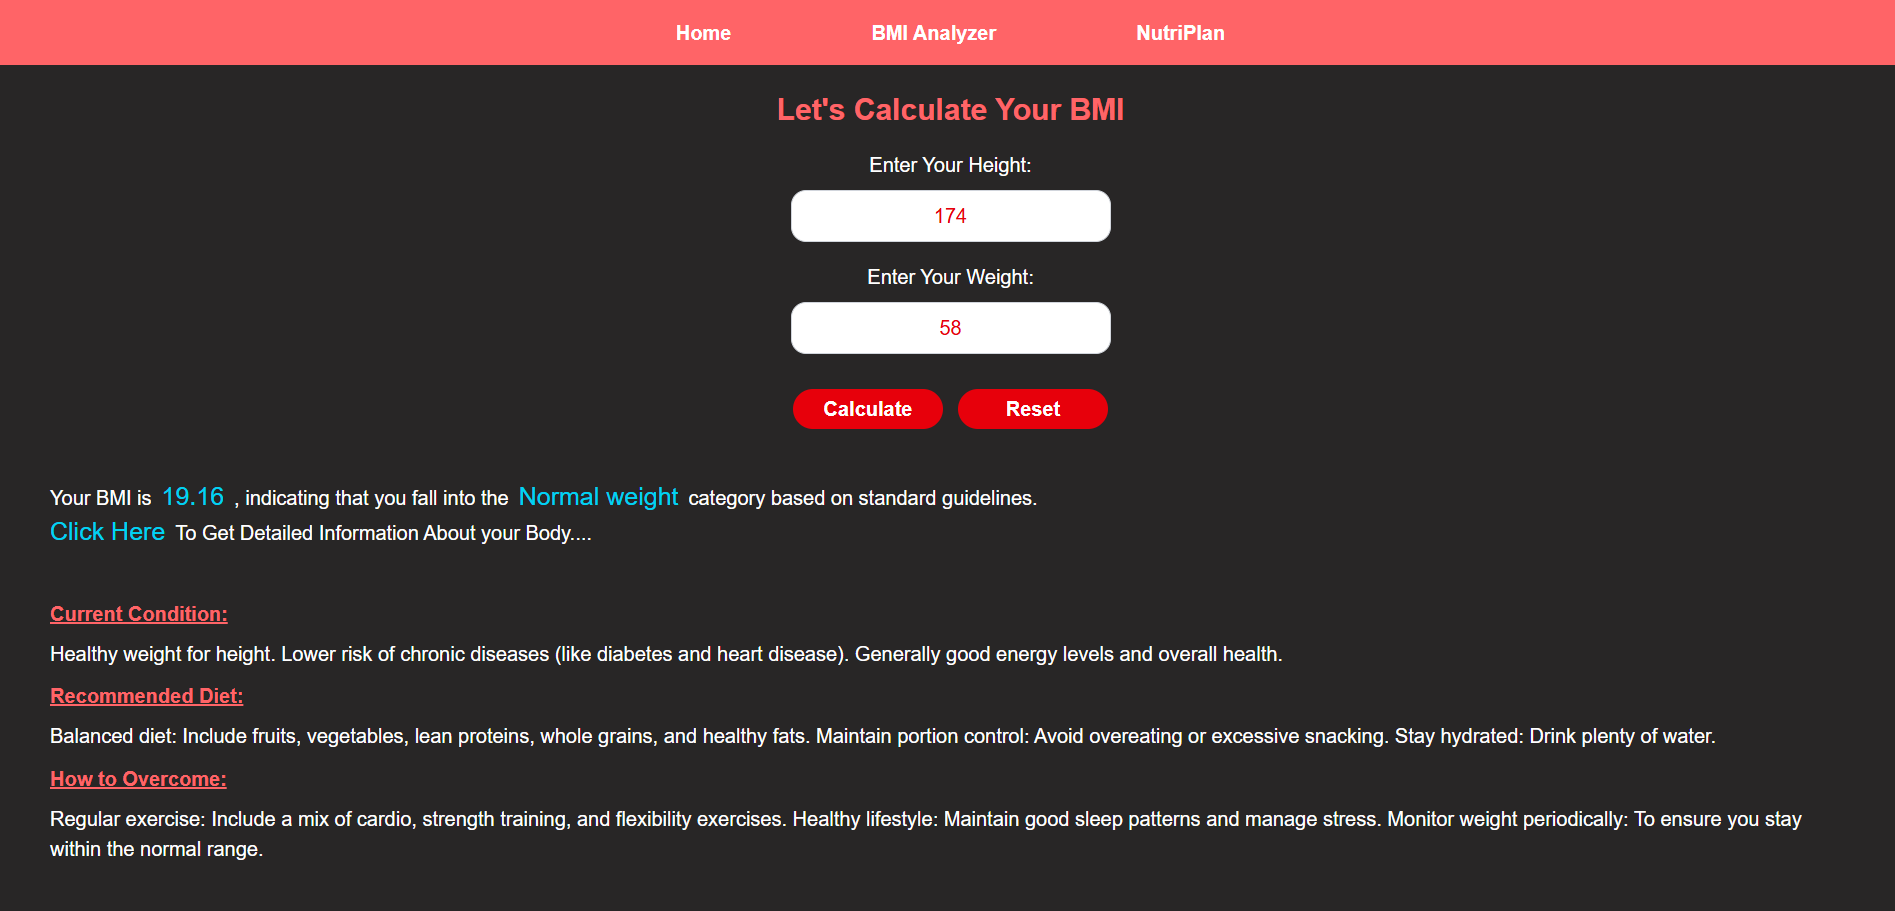 Home BMI Analyzer NutriPlan
Let's Calculate Your BMI
Enter Your Height:
174
Enter Your Weight:
58
Calculate Reset
Your BMI is 19.16 , indicating that you fall into the Normal weight category based on standard guidelines.
Click Here To Get Detailed Information About your Body....
Current Condition:
Healthy weight for height. Lower risk of chronic diseases (like diabetes and heart disease). Generally good energy levels and overall health.
Recommended Diet:
Balanced diet: Include fruits, vegetables, lean proteins, whole grains, and healthy fats. Maintain portion control: Avoid overeating or excessive snacking. Stay hydrated: Drink plenty of water.
How to Overcome:
Regular exercise: Include a mix of cardio, strength training, and flexibility exercises. Healthy lifestyle: Maintain good sleep patterns and manage stress. Monitor weight periodically: To ensure you stay
within the normal range.